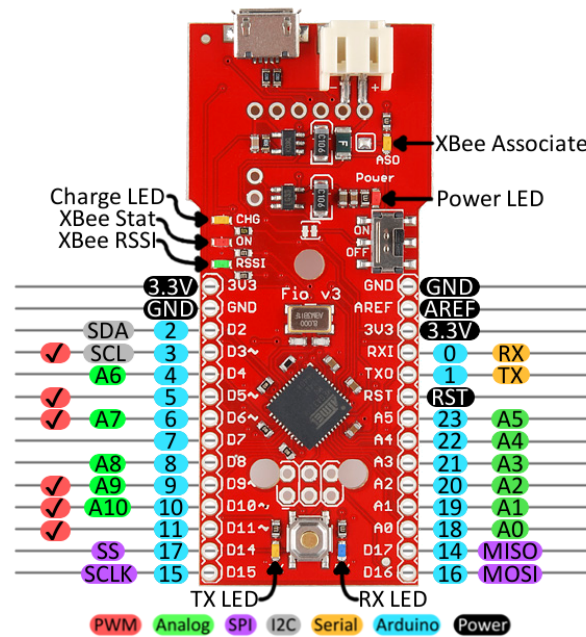 - +
XBee Associate
ASO
Power
Power LED
Charge LED
CHG
XBee Stat
ON
XBee RSSI
RSSI
ON
OFF
3.3V 3V3 GND GND
GND GND Fio v3 AREF AREF
SDA 2 D2 3V3 3.3V
✓ SCL 3 D3~ RXI 0 RX
A6 4 D4 TXO 1 TX
✓ 5 D5~ RST RST
✓ A7 6 D6~ A5 23 A5
7 D7 A4 22 A4
A8 8 D8 A3 21 A3
✓ A9 9 D9~ A2 20 A2
✓ A10 10 D10~ A1 19 A1
✓ 11 D11~ A0 18 A0
SS 17 D14 D17 14 MISO
SCLK 15 D15 D16 16 MOSI
TX LED RX LED
PWM Analog SPI I2C Serial Arduino Power